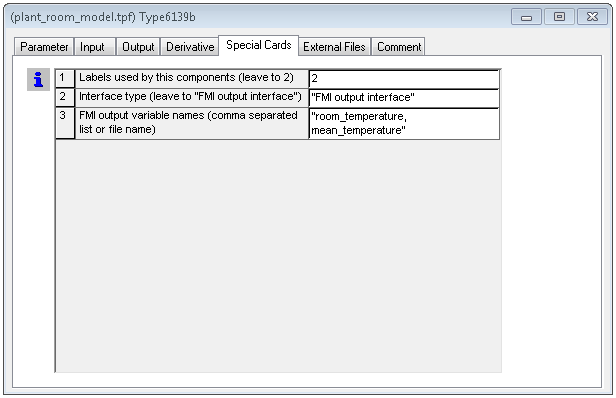 (plant_room_model.tpf) Type6139b
Parameter Input Output Derivative Special Cards External Files Comment
1 Labels used by this components (leave to 2) 2
2 Interface type (leave to "FMI output interface") "FMI output interface"
3 FMI output variable names (comma separated "room_temperature,
list or file name) mean_temperature"